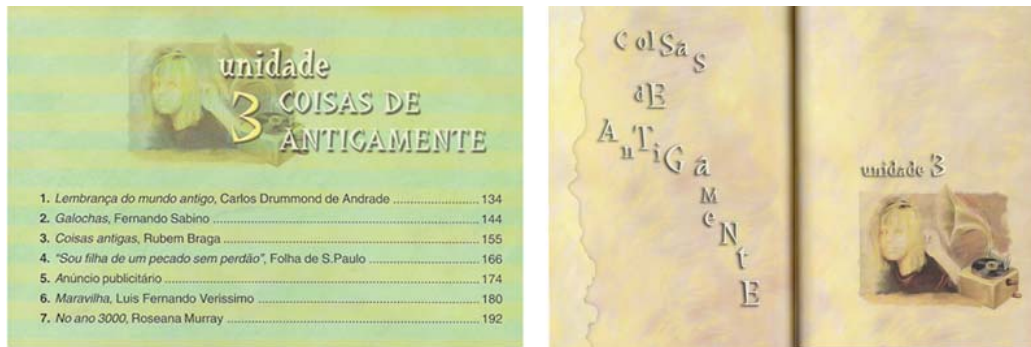 unidade
3 COISAS DE
ANTIGAMENTE
1. Lembrança do mundo antigo, Carlos Drummond de Andrade ........................ 134
2. Galochas, Fernando Sabino ........................ 144
3. Coisas antigas, Rubem Braga ........................ 155
4. "Sou filha de um pecado sem perdão", Folha de S.Paulo ........................ 166
5. Anúncio publicitário ........................ 174
6. Maravilha, Luis Fernando Verissimo ........................ 180
7. No ano 3000, Roseana Murray ........................ 192
CoISas
dE
AnTiGaMeNtE
unidade 3